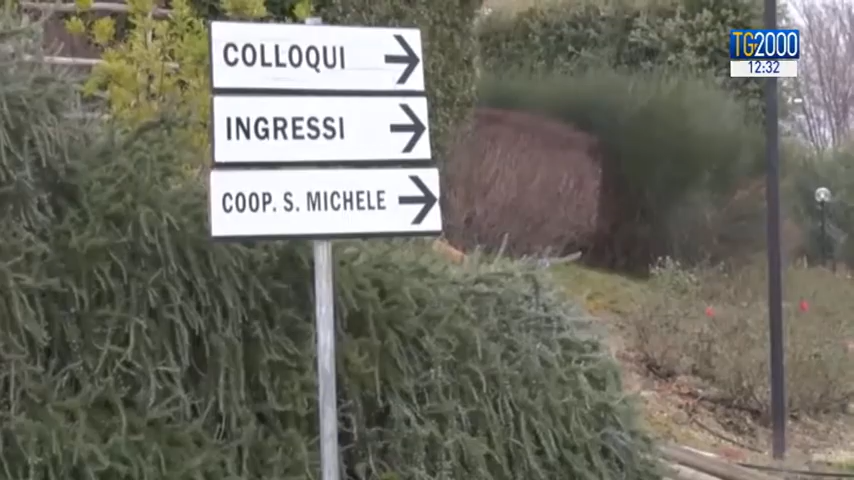 COLLOQUI
INGRESSI
COOP. S. MICHELE
TG2000
12:32